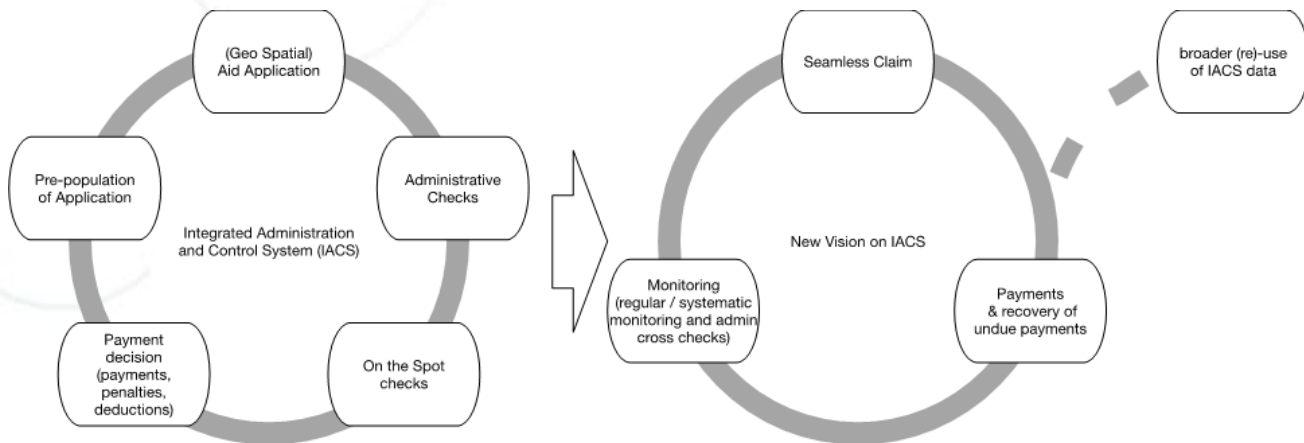 (Geo Spatial)
Aid Application
Pre-population
of Application
Administrative
Checks
Integrated Administration
and Control System (IACS)
Payment
decision
(payments,
penalties,
deductions)
On the Spot
checks
Seamless Claim
broader (re)-use
of IACS data
New Vision on IACS
Monitoring
(regular / systematic
monitoring and admin
cross checks)
Payments
& recovery of
undue payments